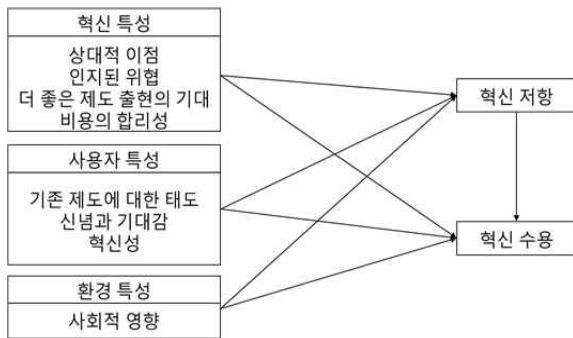 혁신 특성
상대적 이점
인지된 위협
더 좋은 제도 출현의 기대
비용의 합리성
사용자 특성
기존 제도에 대한 태도
신념과 기대감
혁신성
환경 특성
사회적 영향
혁신 저항
혁신 수용